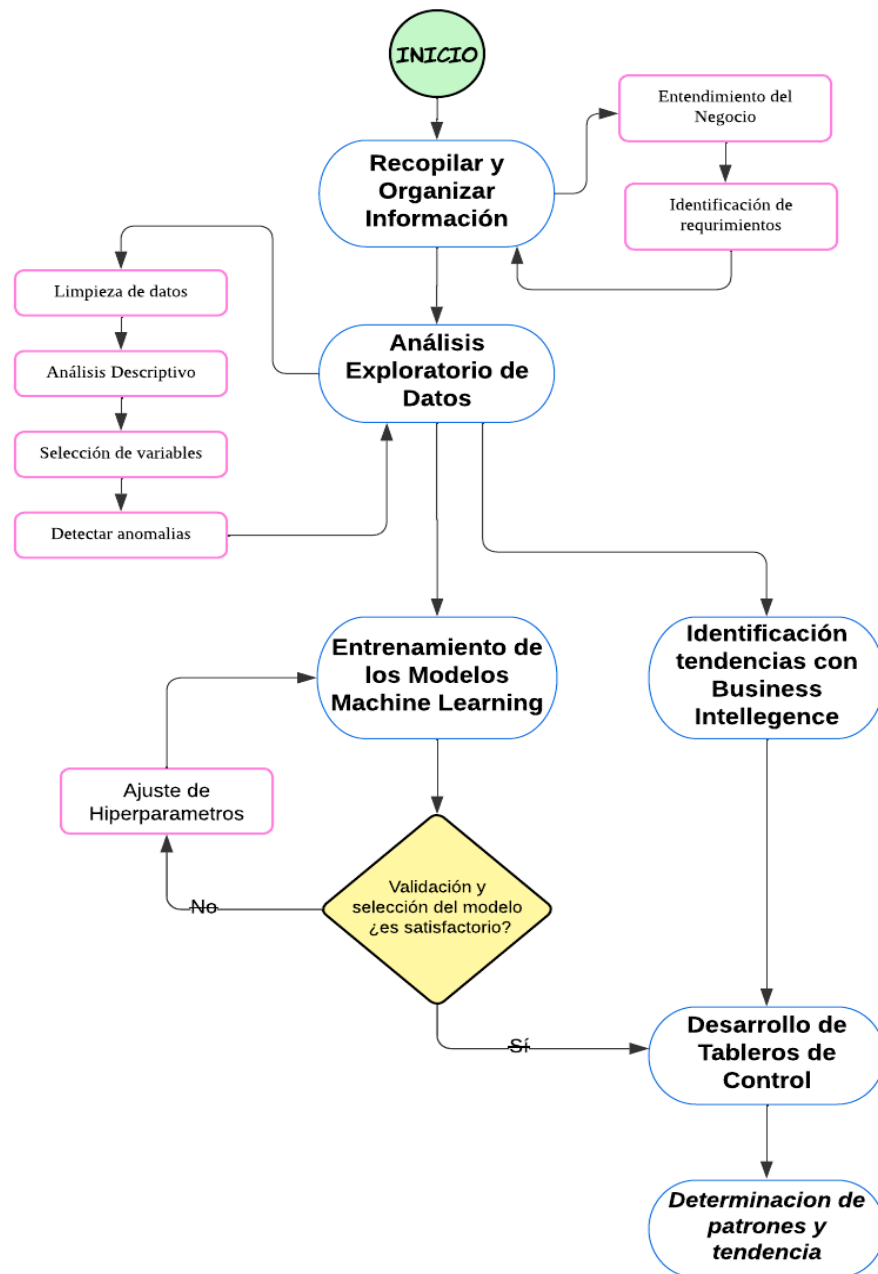 INICIO
Entendimiento del
Negocio
Recopilar y
Organizar
Información
Identificación de
requrimientos
Limpieza de datos
Análisis
Exploratorio de
Datos
Análisis Descriptivo
Selección de variables
Detectar anomalias
Entrenamiento de
los Modelos
Machine Learning
Identificación
tendencias con
Business
Intellegence
Ajuste de
Hiperparametros
Validación y
selección del modelo
¿es satisfactorio?
No
Sí
Desarrollo de
Tableros de
Control
Determinacion de
patrones y
tendencia